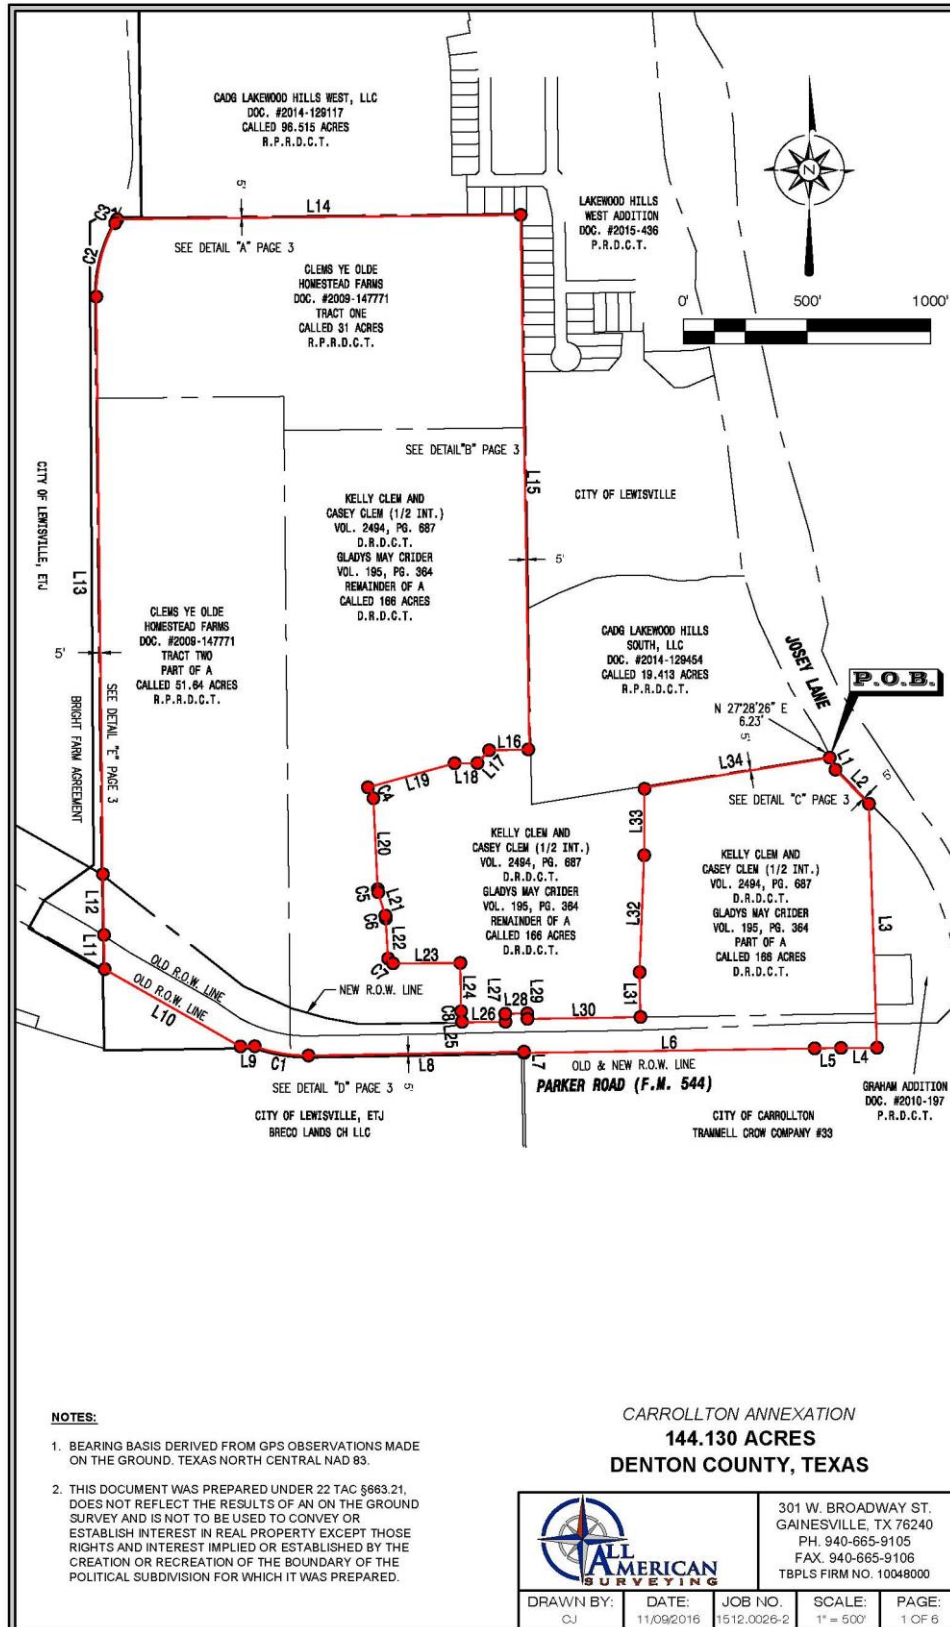 CADG LAKEWOOD HILLS WEST, LLC
DOC. #2014-129117
CALLED 96.515 ACRES
R.P.R.D.C.T.
5'
L14
C3
C2
SEE DETAIL "A" PAGE 3
LAKEWOOD HILLS
WEST ADDITION
DOC. #2015-436
P.R.D.C.T.
N
0'
500'
1000'
CLEMS YE OLDE
HOMESTEAD FARMS
DOC. #2009-147771
TRACT ONE
CALLED 31 ACRES
R.P.R.D.C.T.
SEE DETAIL"B" PAGE 3
L15
CITY OF LEWISVILLE
CITY OF LEWISVILLE, ETJ
L13
KELLY CLEM AND
CASEY CLEM (1/2 INT.)
VOL. 2494, PG. 687
D.R.D.C.T.
GLADYS MAY CRIDER
VOL. 195, PG. 364
REMAINDER OF A
CALLED 166 ACRES
D.R.D.C.T.
5'
CLEMS YE OLDE
HOMESTEAD FARMS
DOC. #2009-147771
TRACT TWO
PART OF A
CALLED 51.64 ACRES
R.P.R.D.C.T.
5'
SEE DETAIL "E" PAGE 3
BRIGHT FARM AGREEMENT
CADG LAKEWOOD HILLS
SOUTH, LLC
DOC. #2014-129454
CALLED 19.413 ACRES
R.P.R.D.C.T.
JOSEY LANE
P.O.B.
N 27°28'26" E
6.23'
5'
L34
L1
L2
5'
SEE DETAIL "C" PAGE 3
L16
L17
L18
L19
C4
L20
C5
L21
C6
L22
C7
L23
L24
C8
L25
L26
L27
L28
L29
L30
L31
L32
L33
L3
KELLY CLEM AND
CASEY CLEM (1/2 INT.)
VOL. 2494, PG. 687
D.R.D.C.T.
GLADYS MAY CRIDER
VOL. 195, PG. 364
REMAINDER OF A
CALLED 166 ACRES
D.R.D.C.T.
KELLY CLEM AND
CASEY CLEM (1/2 INT.)
VOL. 2494, PG. 687
D.R.D.C.T.
GLADYS MAY CRIDER
VOL. 195, PG. 364
PART OF A
CALLED 166 ACRES
D.R.D.C.T.
L12
L11
OLD R.O.W. LINE
OLD R.O.W. LINE
L10
NEW R.O.W. LINE
L9
C1
L8
5'
L7
L6
L5
L4
OLD & NEW R.O.W. LINE
SEE DETAIL "D" PAGE 3
PARKER ROAD (F.M. 544)
GRAHAM ADDITION
DOC. #2010-197
P.R.D.C.T.
CITY OF LEWISVILLE, ETJ
BRECO LANDS CH LLC
CITY OF CARROLLTON
TRAMMELL CROW COMPANY #33
NOTES:
1. BEARING BASIS DERIVED FROM GPS OBSERVATIONS MADE
ON THE GROUND. TEXAS NORTH CENTRAL NAD 83.
2. THIS DOCUMENT WAS PREPARED UNDER 22 TAC §663.21,
DOES NOT REFLECT THE RESULTS OF AN ON THE GROUND
SURVEY AND IS NOT TO BE USED TO CONVEY OR
ESTABLISH INTEREST IN REAL PROPERTY EXCEPT THOSE
RIGHTS AND INTEREST IMPLIED OR ESTABLISHED BY THE
CREATION OR RECREATION OF THE BOUNDARY OF THE
POLITICAL SUBDIVISION FOR WHICH IT WAS PREPARED.
CARROLLTON ANNEXATION
144.130 ACRES
DENTON COUNTY, TEXAS
ALL
AMERICAN
SURVEYING
301 W. BROADWAY ST.
GAINESVILLE, TX 76240
PH. 940-665-9105
FAX. 940-665-9106
TBPLS FIRM NO. 10048000
DRAWN BY: CJ
DATE: 11/09/2016
JOB NO. 1512.0026-2
SCALE: 1" = 500'
PAGE: 1 OF 6